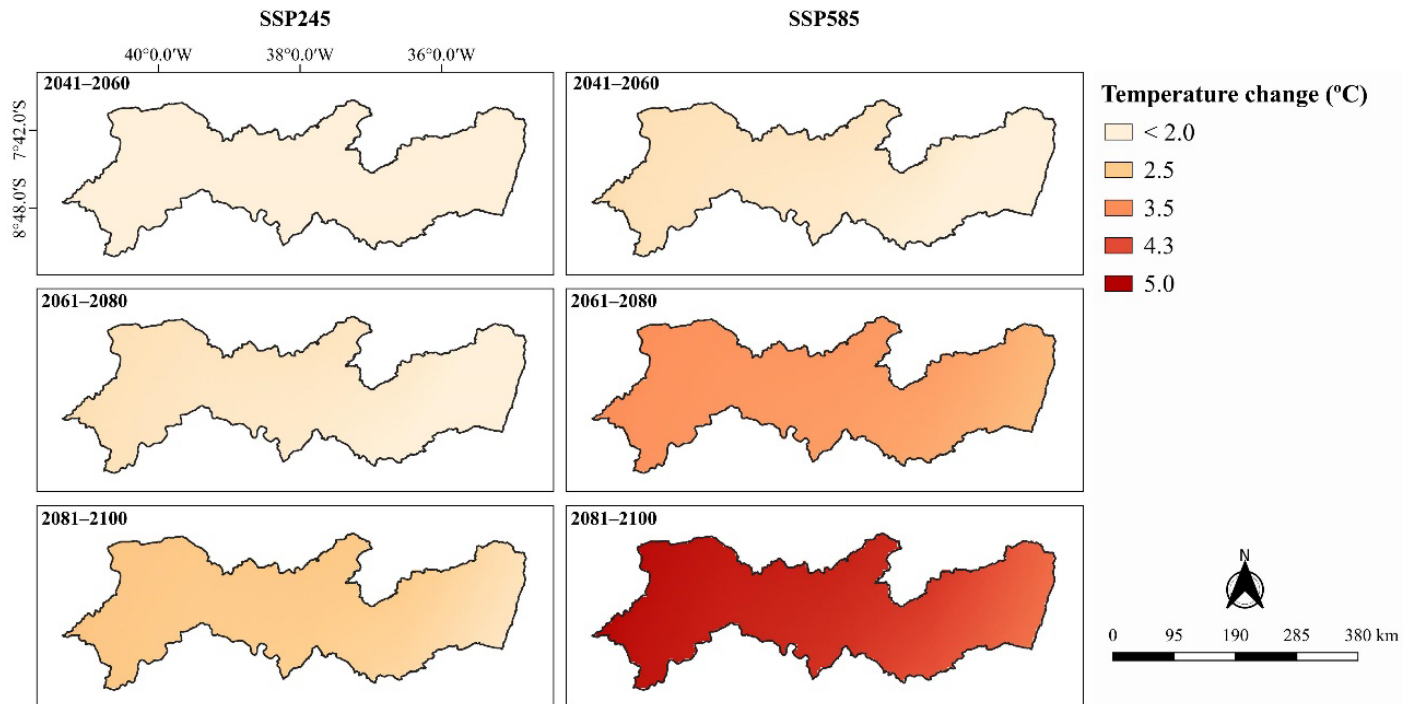 SSP245
SSP585
40°0.0′W 38°0.0′W 36°0.0′W
7°42.0′S
8°48.0′S
2041–2060
2041–2060
2061–2080
2061–2080
2081–2100
2081–2100
Temperature change (ºC)
< 2.0
2.5
3.5
4.3
5.0
N
0 95 190 285 380 km